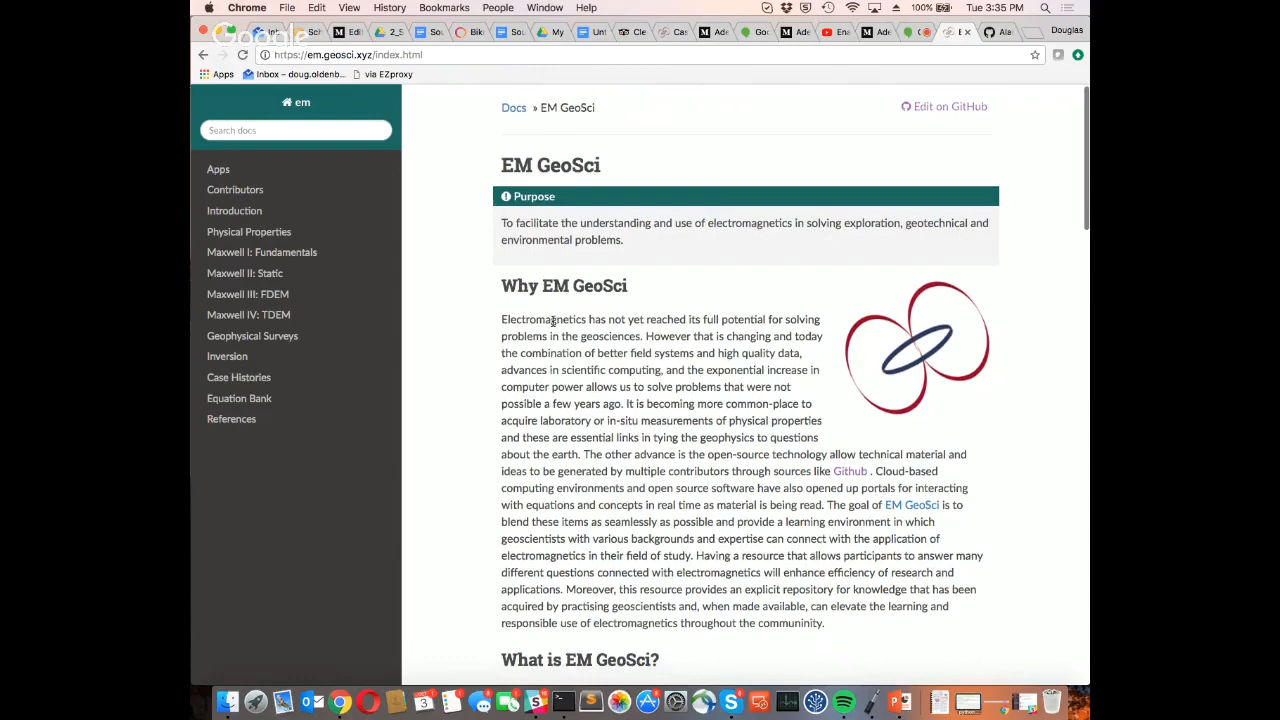 Chrome File Edit View History Bookmarks People Window Help 100% Tue 3:35 PM
Google
Douglas
https://em.geosci.xyz/index.html
Apps Inbox – doug.oldenb... via EZproxy
em
Search docs
Apps
Contributors
Introduction
Physical Properties
Maxwell I: Fundamentals
Maxwell II: Static
Maxwell III: FDEM
Maxwell IV: TDEM
Geophysical Surveys
Inversion
Case Histories
Equation Bank
References
Docs » EM GeoSci
Edit on GitHub
EM GeoSci
Purpose
To facilitate the understanding and use of electromagnetics in solving exploration, geotechnical and
environmental problems.
Why EM GeoSci
Electromagnetics has not yet reached its full potential for solving
problems in the geosciences. However that is changing and today
the combination of better field systems and high quality data,
advances in scientific computing, and the exponential increase in
computer power allows us to solve problems that were not
possible a few years ago. It is becoming more common-place to
acquire laboratory or in-situ measurements of physical properties
and these are essential links in tying the geophysics to questions
about the earth. The other advance is the open-source technology allow technical material and
ideas to be generated by multiple contributors through sources like Github . Cloud-based
computing environments and open source software have also opened up portals for interacting
with equations and concepts in real time as material is being read. The goal of EM GeoSci is to
blend these items as seamlessly as possible and provide a learning environment in which
geoscientists with various backgrounds and expertise can connect with the application of
electromagnetics in their field of study. Having a resource that allows participants to answer many
different questions connected with electromagnetics will enhance efficiency of research and
applications. Moreover, this resource provides an explicit repository for knowledge that has been
acquired by practising geoscientists and, when made available, can elevate the learning and
responsible use of electromagnetics throughout the communinity.
What is EM GeoSci?